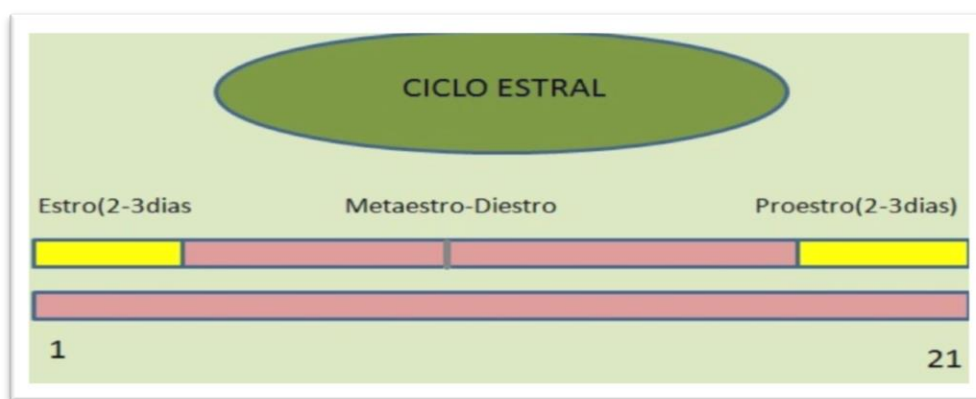 CICLO ESTRAL
Estro(2-3dias
Metaestro-Diestro
Proestro(2-3dias)
1
21